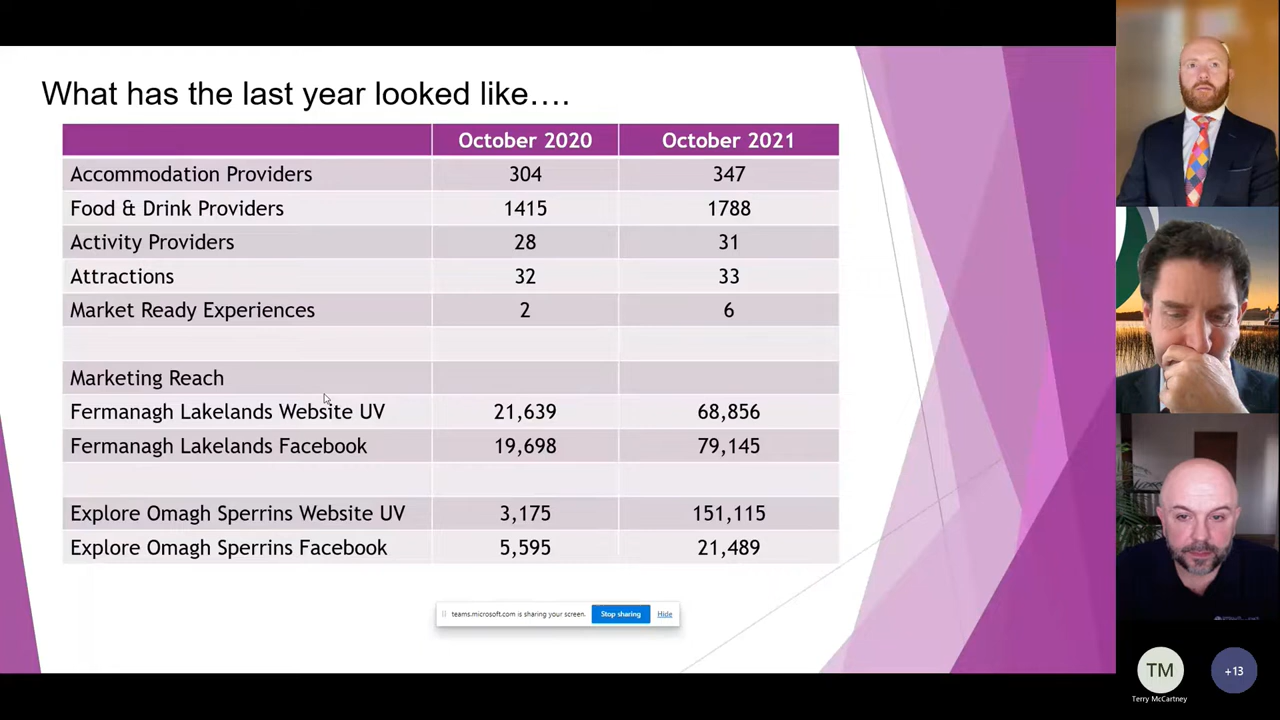 What has the last year looked like….
October 2020 October 2021
Accommodation Providers 304 347
Food & Drink Providers 1415 1788
Activity Providers 28 31
Attractions 32 33
Market Ready Experiences 2 6
Marketing Reach
Fermanagh Lakelands Website UV 21,639 68,856
Fermanagh Lakelands Facebook 19,698 79,145
Explore Omagh Sperrins Website UV 3,175 151,115
Explore Omagh Sperrins Facebook 5,595 21,489
teams.microsoft.com is sharing your screen. Stop sharing Hide
TM
Terry McCartney
+13